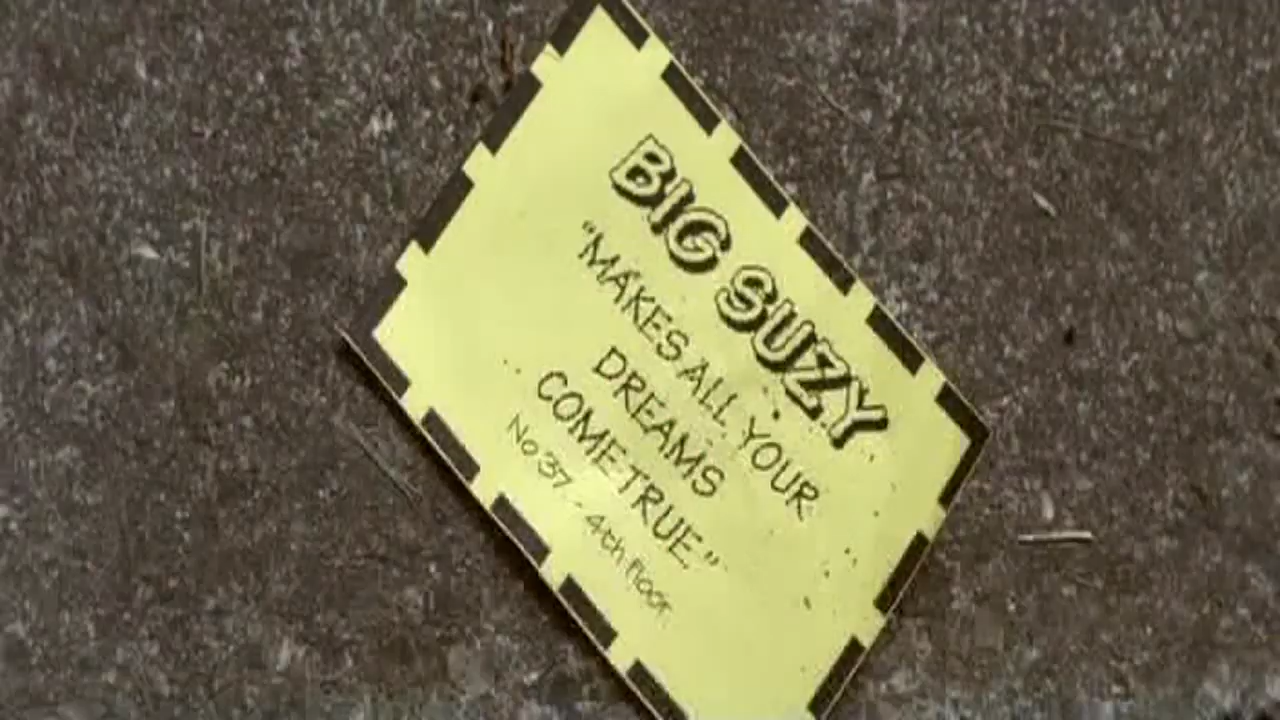 BIG SUZY
"MAKES ALL YOUR
DREAMS
COME TRUE"
No 37 - 4th floor